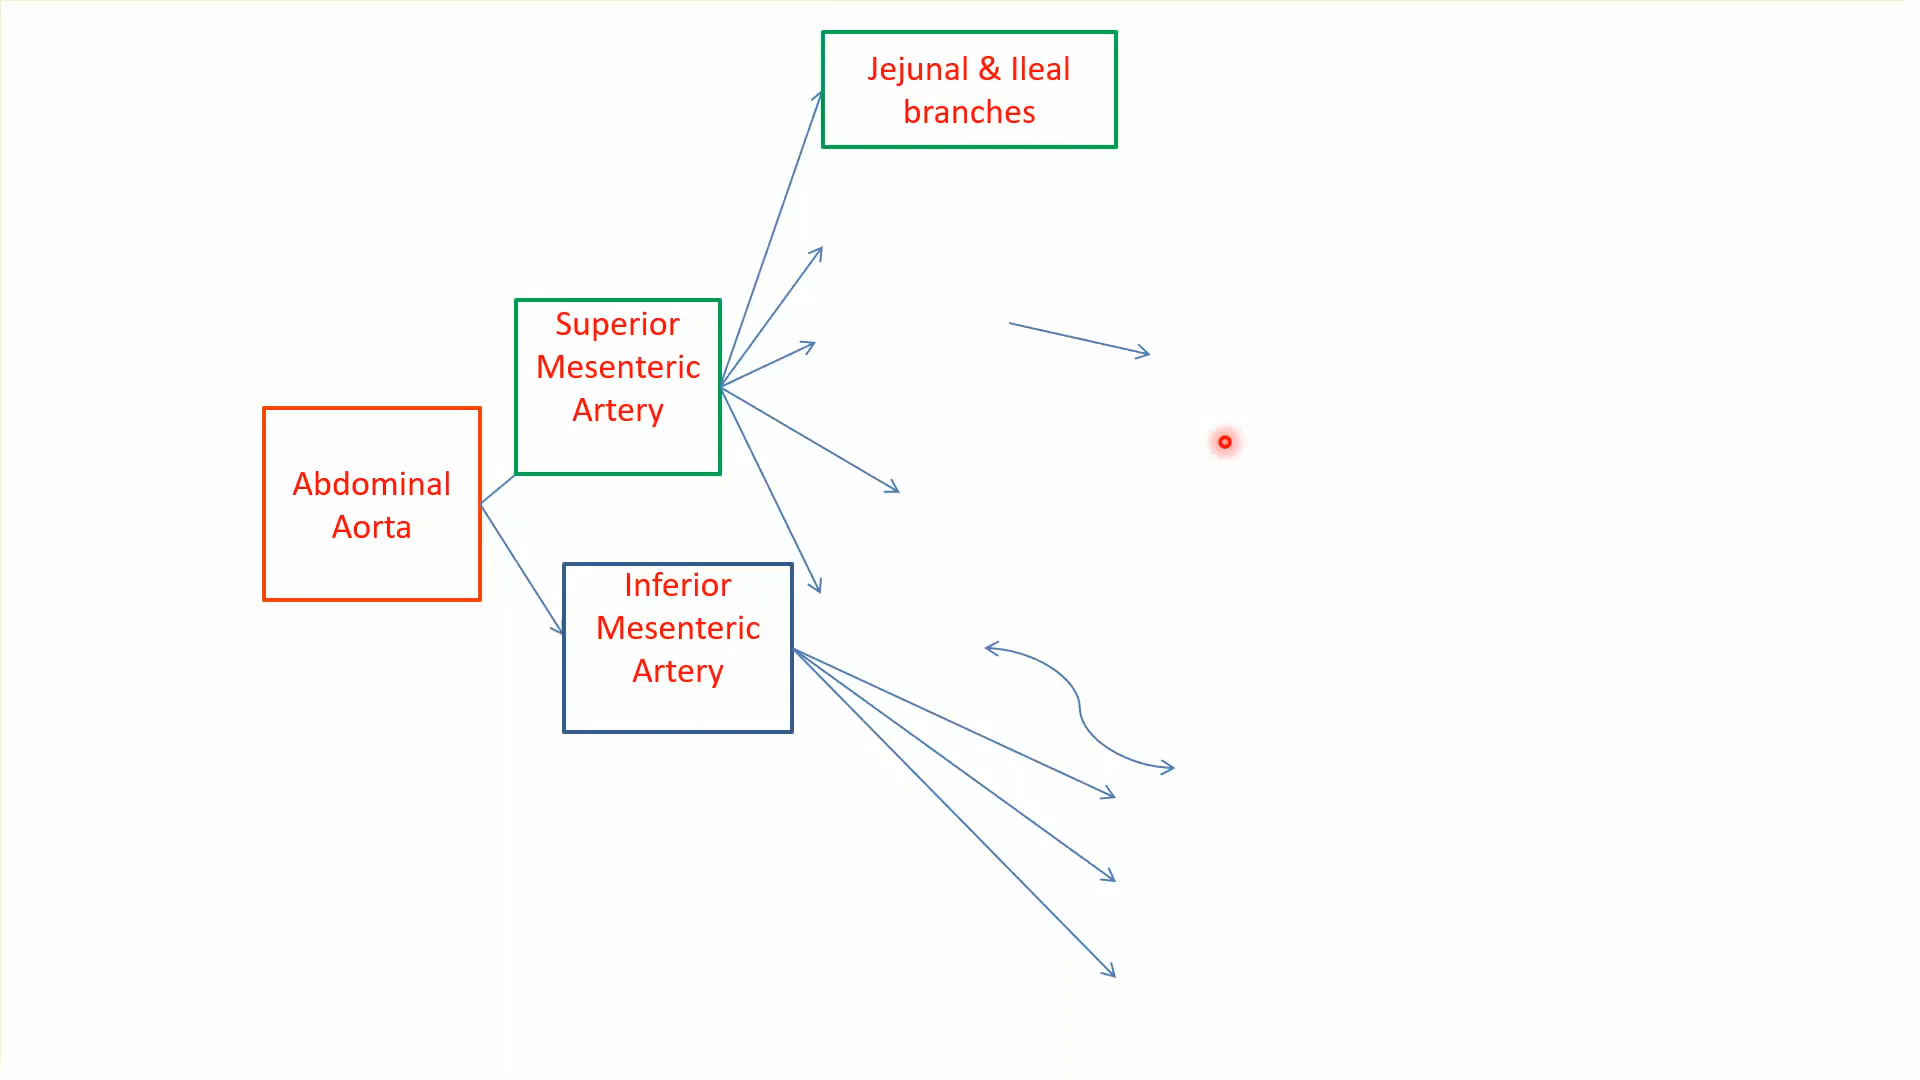 Jejunal & Ileal
branches
Superior
Mesenteric
Artery
Abdominal
Aorta
Inferior
Mesenteric
Artery